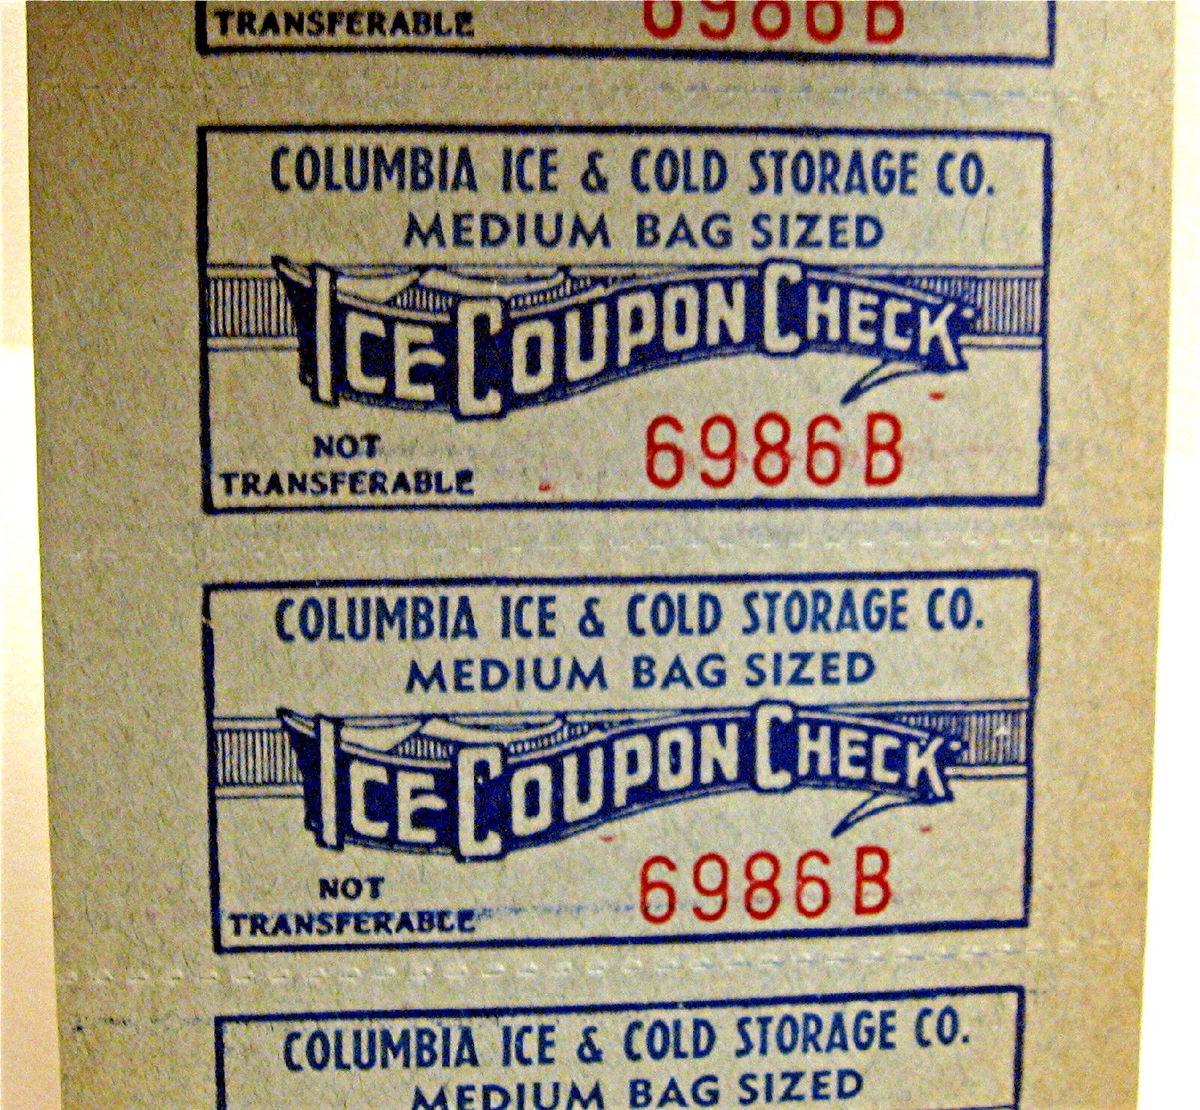 TRANSFERABLE 6986B
COLUMBIA ICE & COLD STORAGE CO.
MEDIUM BAG SIZED
ICE COUPON CHECK
NOT
TRANSFERABLE 6986B
COLUMBIA ICE & COLD STORAGE CO.
MEDIUM BAG SIZED
ICE COUPON CHECK
NOT
TRANSFERABLE 6986B
COLUMBIA ICE & COLD STORAGE CO.
MEDIUM BAG SIZED